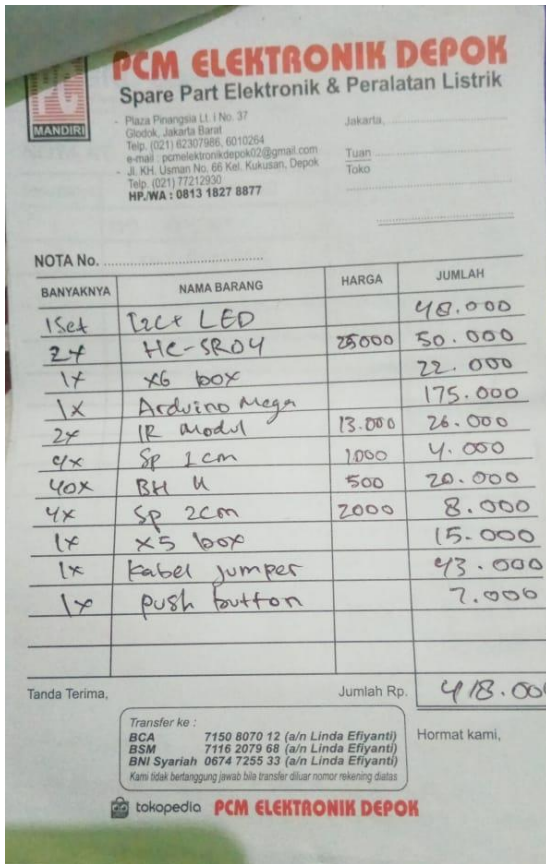 PCM ELEKTRONIK DEPOK
Spare Part Elektronik & Peralatan Listrik
MANDIRI
- Plaza Pinangsia Lt. I No. 37
Glodok, Jakarta Barat
Telp. (021) 62307986, 6010264
e-mail : pcmelektronikdepok02@gmail.com
- Jl. KH. Usman No. 66 Kel. Kukusan, Depok
Telp. (021) 77212930
HP./WA : 0813 1827 8877
Jakarta,
Tuan
Toko
NOTA No.
BANYAKNYA NAMA BARANG HARGA JUMLAH
1Set LED 48.000
2x HC-SR04 25000 50.000
1x x6 box 22.000
1x Arduino Mega 175.000
2x IR Modul 13.000 26.000
4x Sp 1cm 1000 4.000
40x BH 500 20.000
4x Sp 2cm 2000 8.000
1x x5 box 15.000
1x Kabel jumper 43.000
1x push button 7.000
Tanda Terima, Jumlah Rp. 418.00
Transfer ke :
BCA 7150 8070 12 (a/n Linda Efiyanti)
BSM 7116 2079 68 (a/n Linda Efiyanti)
BNI Syariah 0674 7255 33 (a/n Linda Efiyanti)
Kami tidak bertanggung jawab bila transfer diluar nomor rekening diatas
Hormat kami,
tokopedia PCM ELEKTRONIK DEPOK